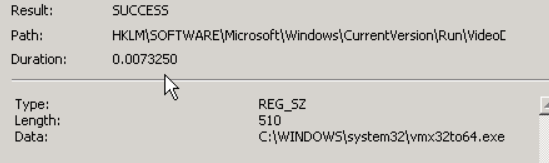 Result: SUCCESS
Path: HKLM\SOFTWARE\Microsoft\Windows\CurrentVersion\Run\VideoD
Duration: 0.0073250
Type: REG_SZ
Length: 510
Data: C:\WINDOWS\system32\vmx32to64.exe